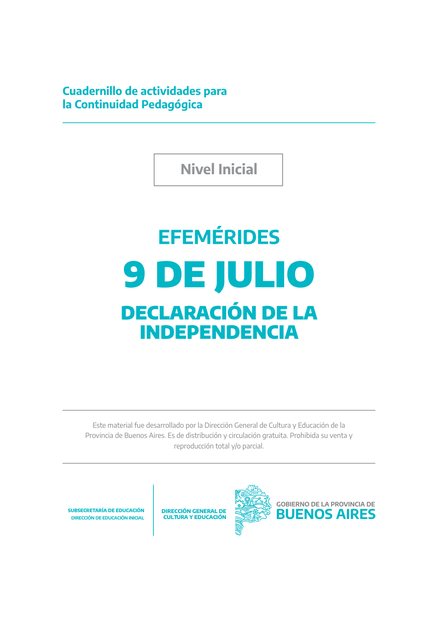 Cuadernillo de actividades para
la Continuidad Pedagógica
Nivel Inicial
EFEMÉRIDES
9 DE JULIO
DECLARACIÓN DE LA
INDEPENDENCIA
Este material fue desarrollado por la Dirección General de Cultura y Educación de la
Provincia de Buenos Aires. Es de distribución y circulación gratuita. Prohibida su venta y
reproducción total y/o parcial.
SUBSECRETARÍA DE EDUCACIÓN
DIRECCIÓN DE EDUCACIÓN INICIAL
DIRECCIÓN GENERAL DE
CULTURA Y EDUCACIÓN
GOBIERNO DE LA PROVINCIA DE
BUENOS AIRES